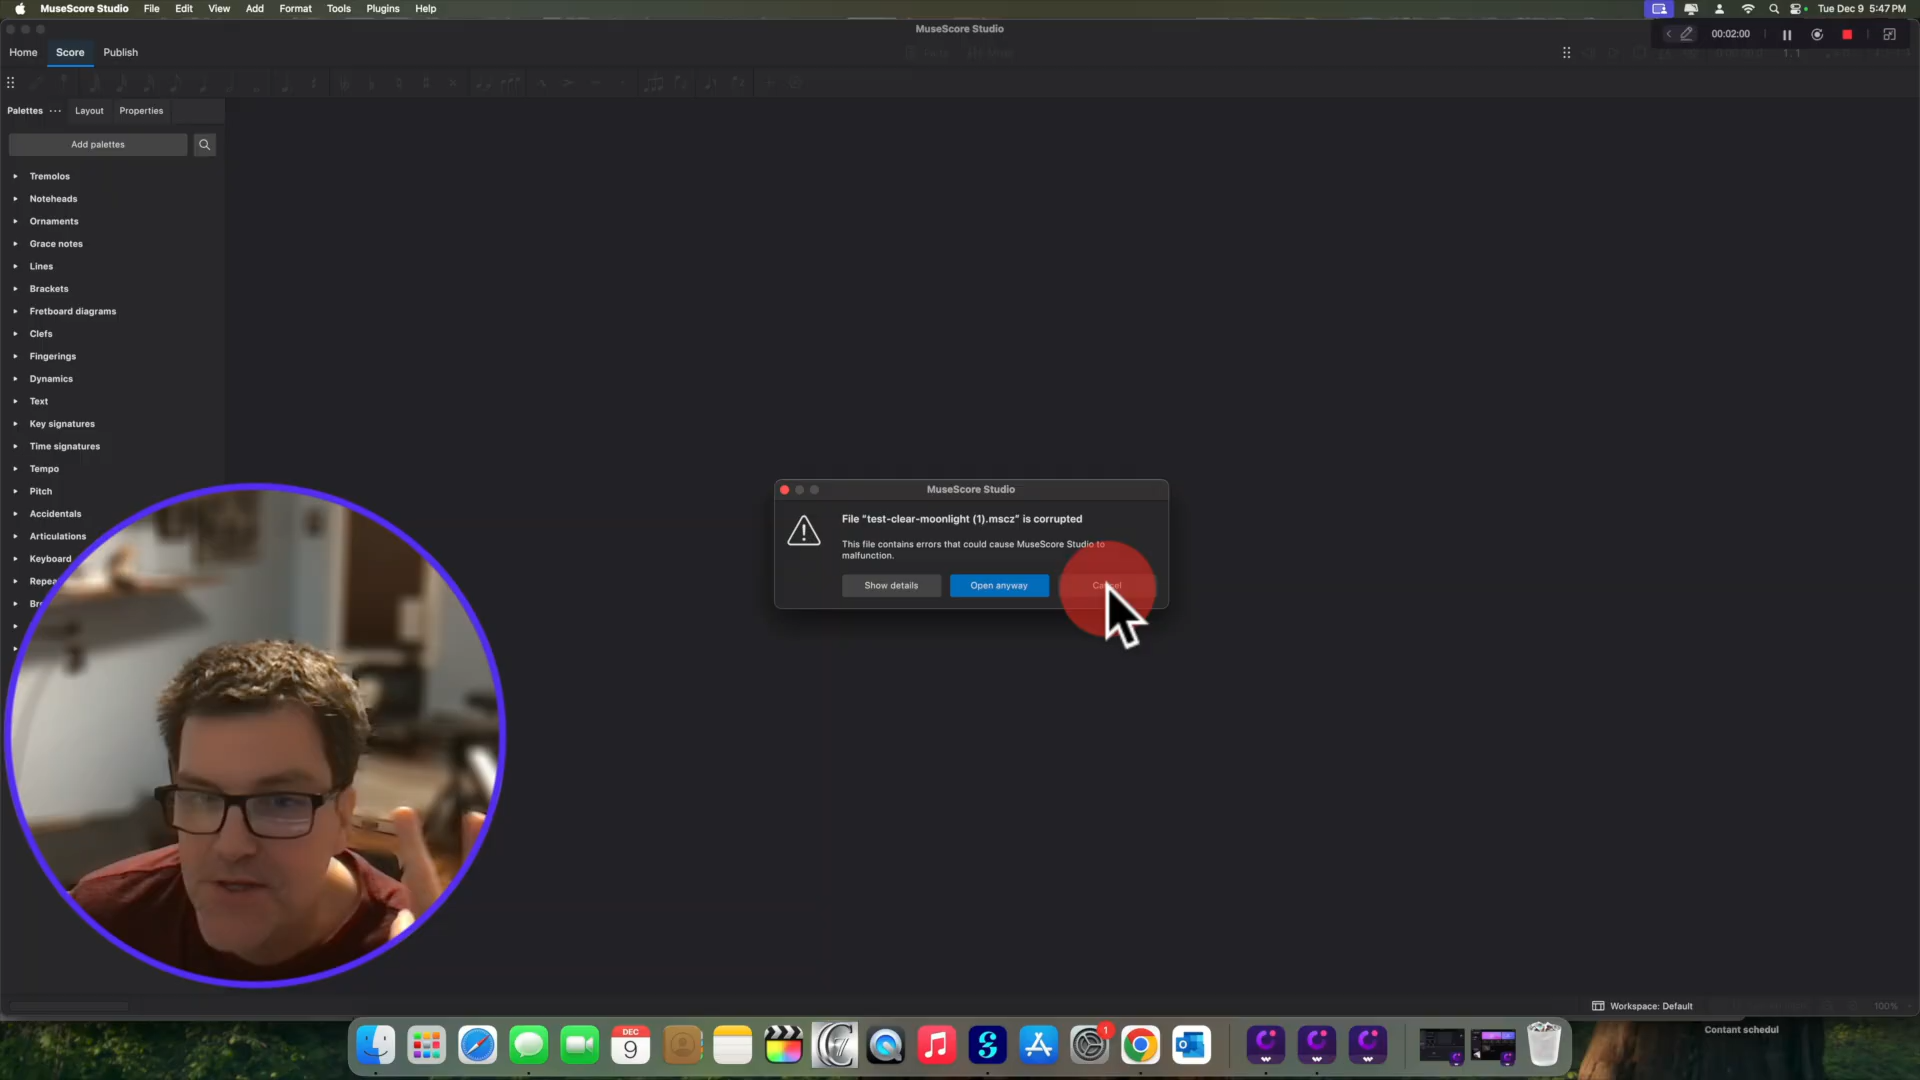 MuseScore Studio File Edit View Add Format Tools Plugins Help
Tue Dec 9 5:47 PM
MuseScore Studio
00:02:00
Home Score Publish
Palettes ··· Layout Properties
Add palettes
Tremolos
Noteheads
Ornaments
Grace notes
Lines
Brackets
Fretboard diagrams
Clefs
Fingerings
Dynamics
Text
Key signatures
Time signatures
Tempo
Pitch
Accidentals
Articulations
Keyboard
MuseScore Studio
File "test-clear-moonlight (1).mscz" is corrupted
This file contains errors that could cause MuseScore Studio to
malfunction.
Show details Open anyway
Workspace: Default
100%
Contant schedul
DEC
9
1